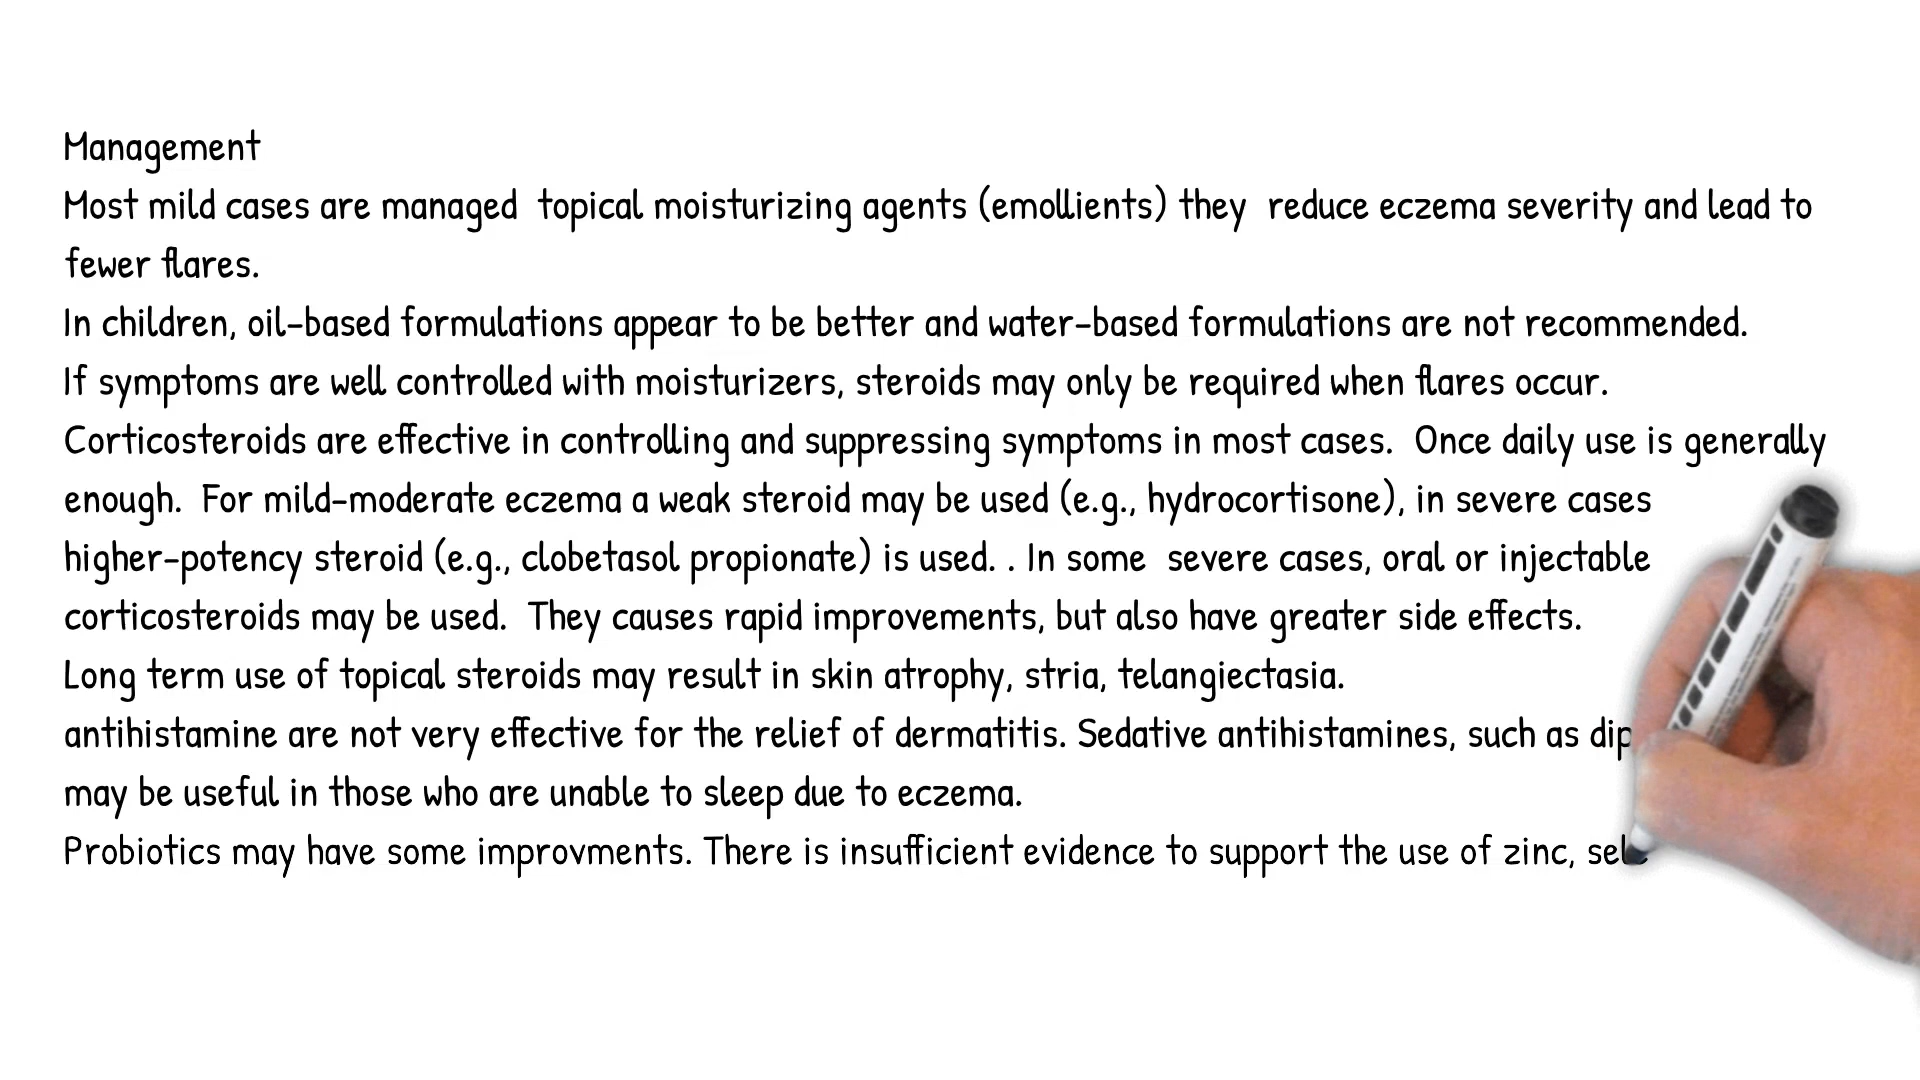 Management
Most mild cases are managed  topical moisturizing agents (emollients) they  reduce eczema severity and lead to
fewer flares.
In children, oil-based formulations appear to be better and water-based formulations are not recommended.
If symptoms are well controlled with moisturizers, steroids may only be required when flares occur.
Corticosteroids are effective in controlling and suppressing symptoms in most cases.  Once daily use is generally
enough.  For mild-moderate eczema a weak steroid may be used (e.g., hydrocortisone), in severe cases
higher-potency steroid (e.g., clobetasol propionate) is used. . In some  severe cases, oral or injectable
corticosteroids may be used.  They causes rapid improvements, but also have greater side effects.
Long term use of topical steroids may result in skin atrophy, stria, telangiectasia.
antihistamine are not very effective for the relief of dermatitis. Sedative antihistamines, such as
may be useful in those who are unable to sleep due to eczema.
Probiotics may have some improvments. There is insufficient evidence to support the use of zinc,